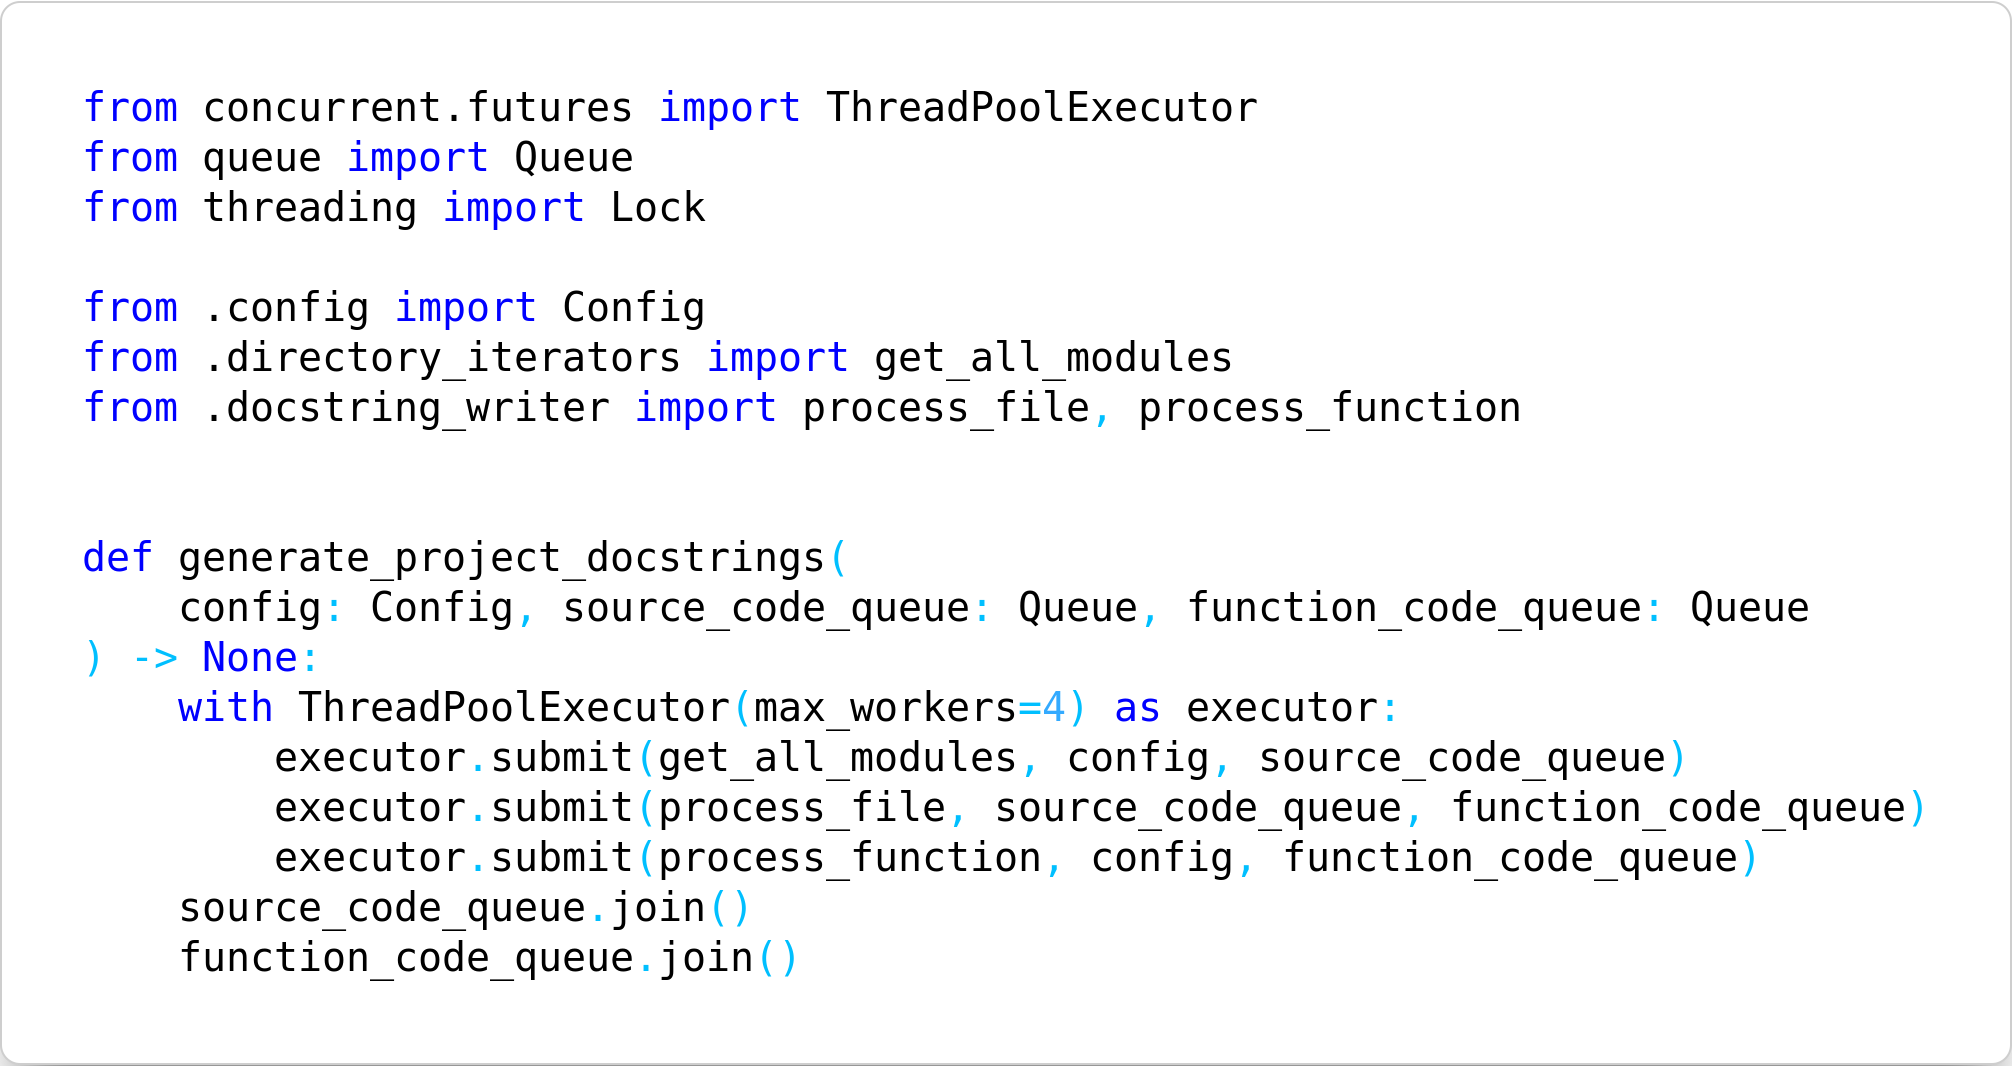 from concurrent.futures import ThreadPoolExecutor
from queue import Queue
from threading import Lock

from .config import Config
from .directory_iterators import get_all_modules
from .docstring_writer import process_file, process_function


def generate_project_docstrings(
    config: Config, source_code_queue: Queue, function_code_queue: Queue
) -> None:
    with ThreadPoolExecutor(max_workers=4) as executor:
        executor.submit(get_all_modules, config, source_code_queue)
        executor.submit(process_file, source_code_queue, function_code_queue)
        executor.submit(process_function, config, function_code_queue)
    source_code_queue.join()
    function_code_queue.join()